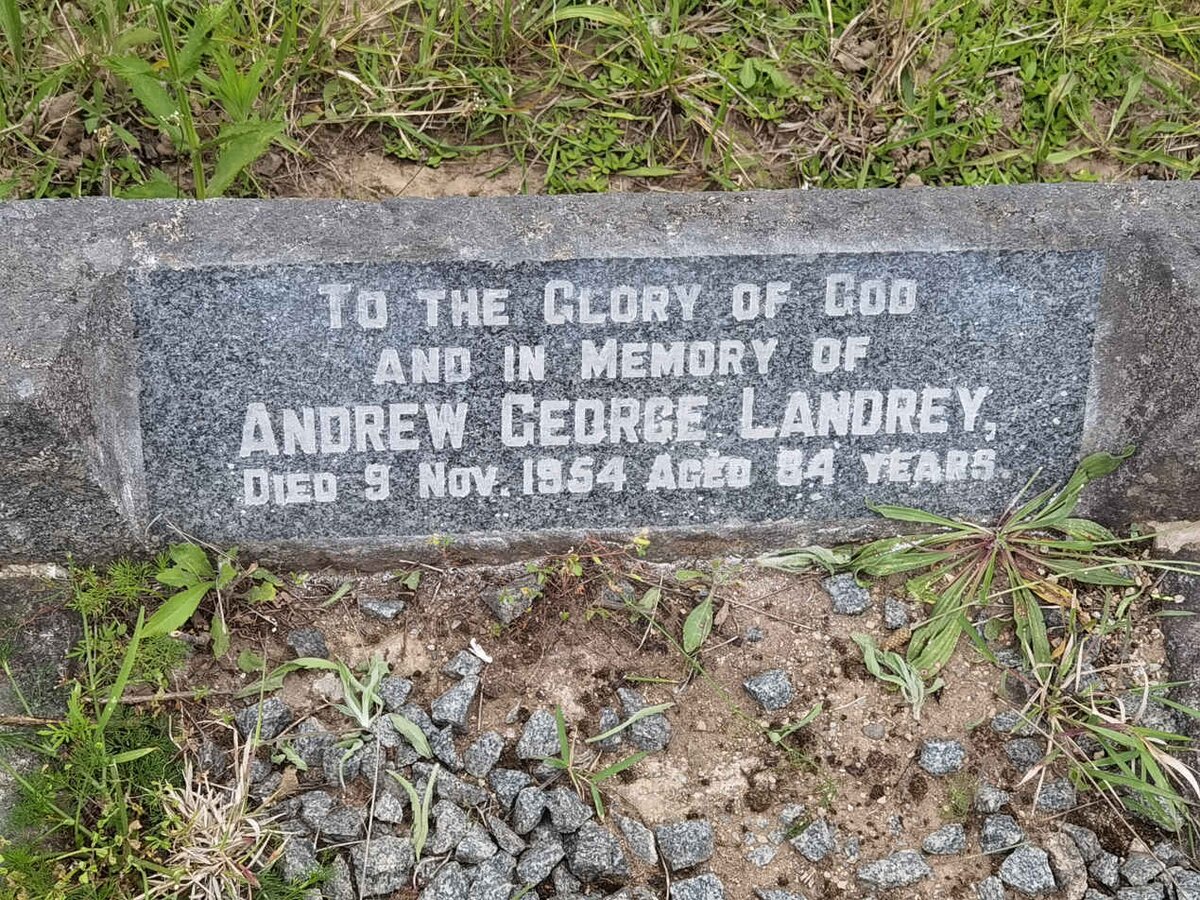 TO THE GLORY OF GOD
AND IN MEMORY OF
ANDREW GEORGE LANDREY,
DIED 9 NOV. 1954 AGED 84 YEARS.